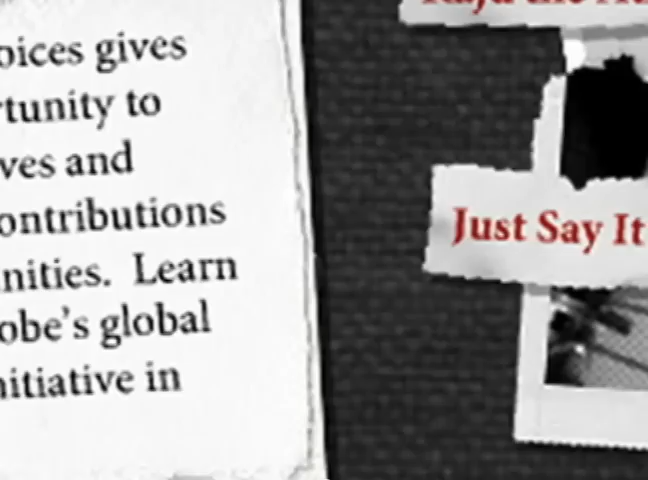 oices gives
rtunity to
ves and
ontributions
nities. Learn
obe's global
nitiative in
Just Say It